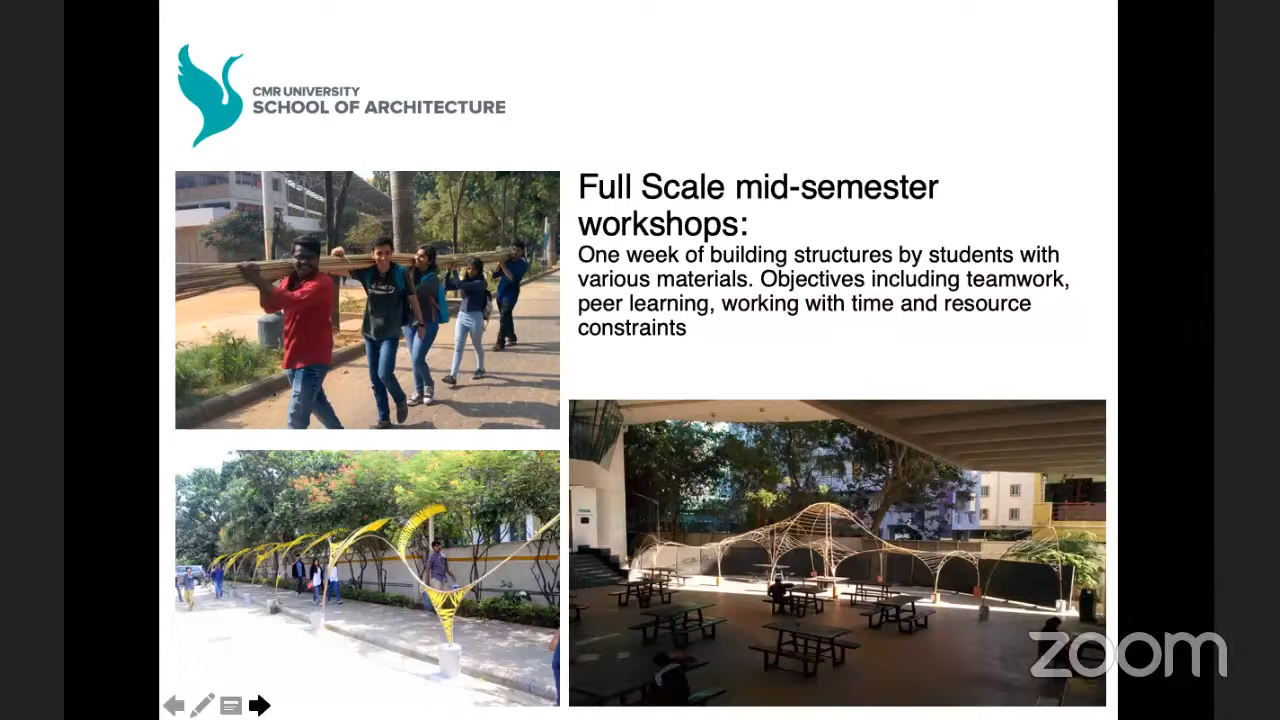 CMR UNIVERSITY
SCHOOL OF ARCHITECTURE
Full Scale mid-semester
workshops:
One week of building structures by students with
various materials. Objectives including teamwork,
peer learning, working with time and resource
constraints
zoom